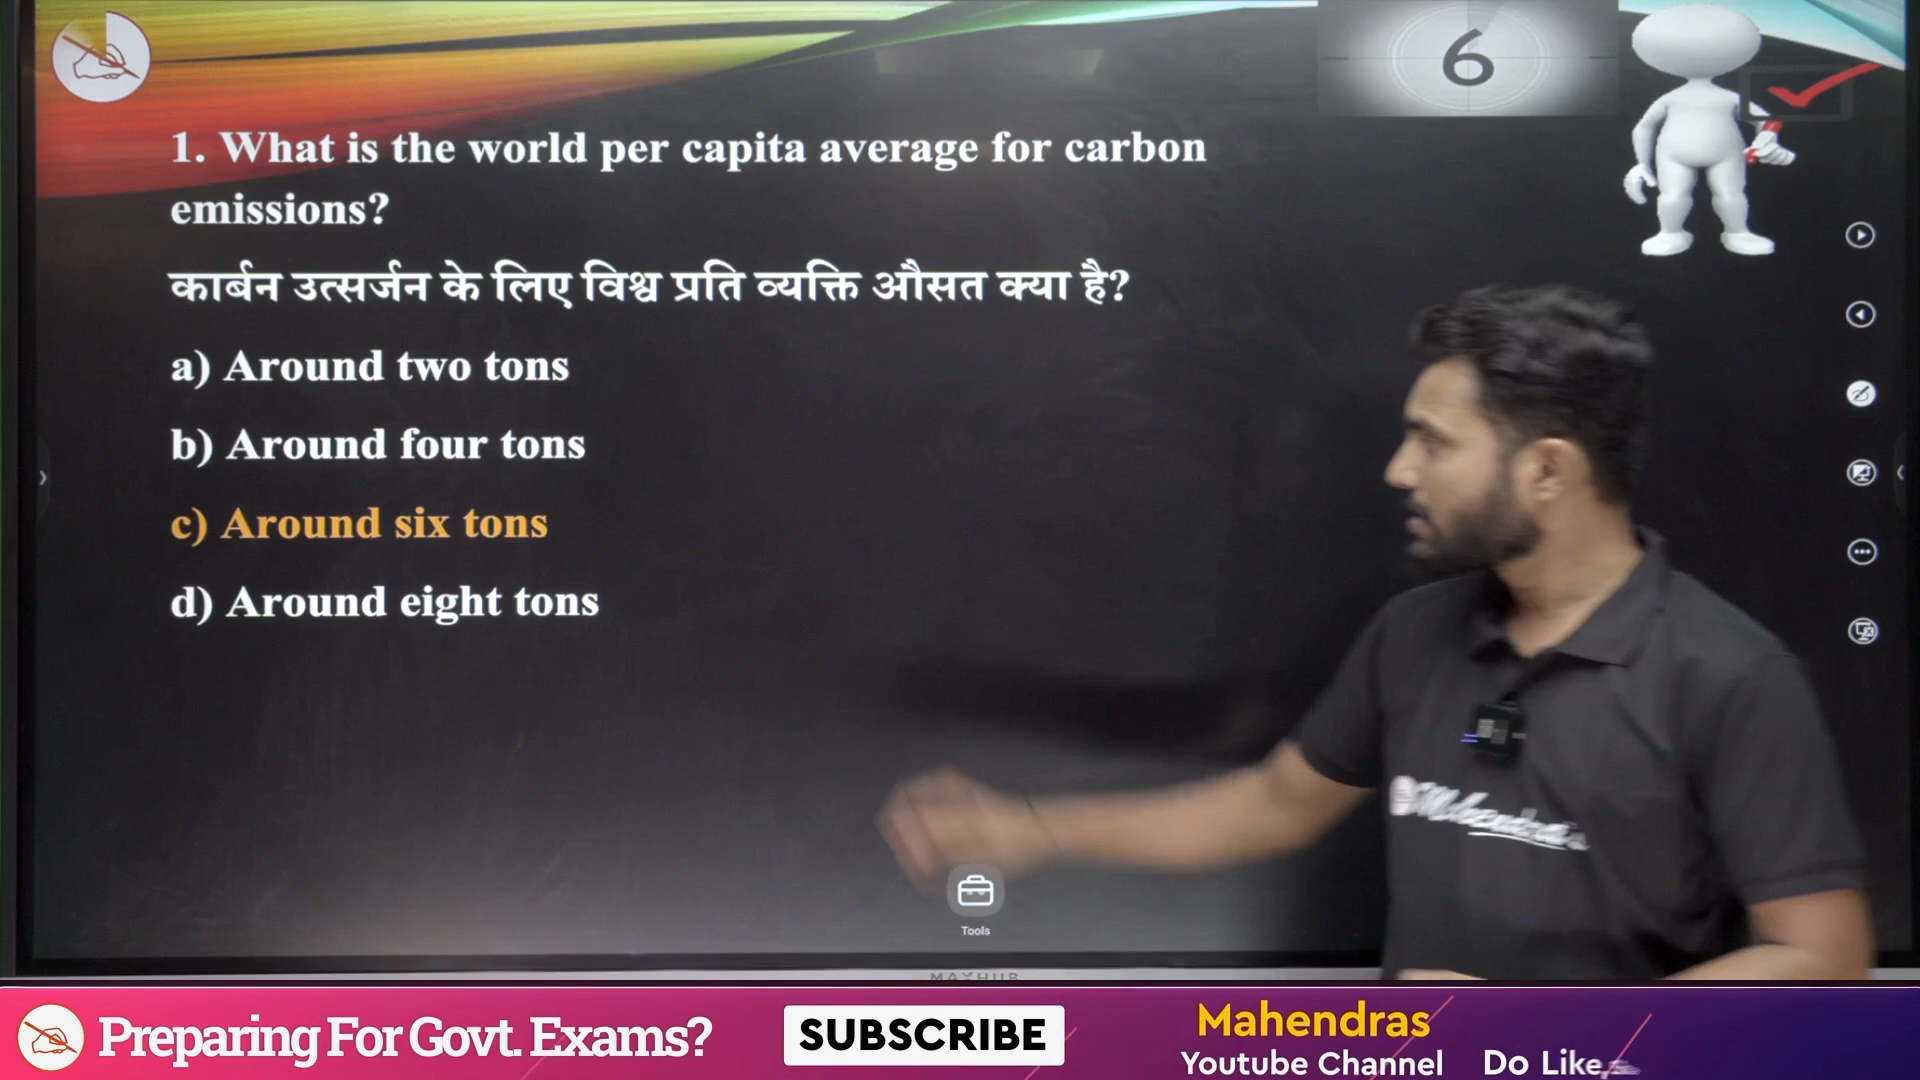 6
1. What is the world per capita average for carbon
emissions?
कार्बन उत्सर्जन के लिए विश्व प्रति व्यक्ति औसत क्या है?
a) Around two tons
b) Around four tons
c) Around six tons
d) Around eight tons
Mahendra's
Tools
MAXHUB
Preparing For Govt. Exams?
SUBSCRIBE
Mahendras
Youtube Channel
Do Like,